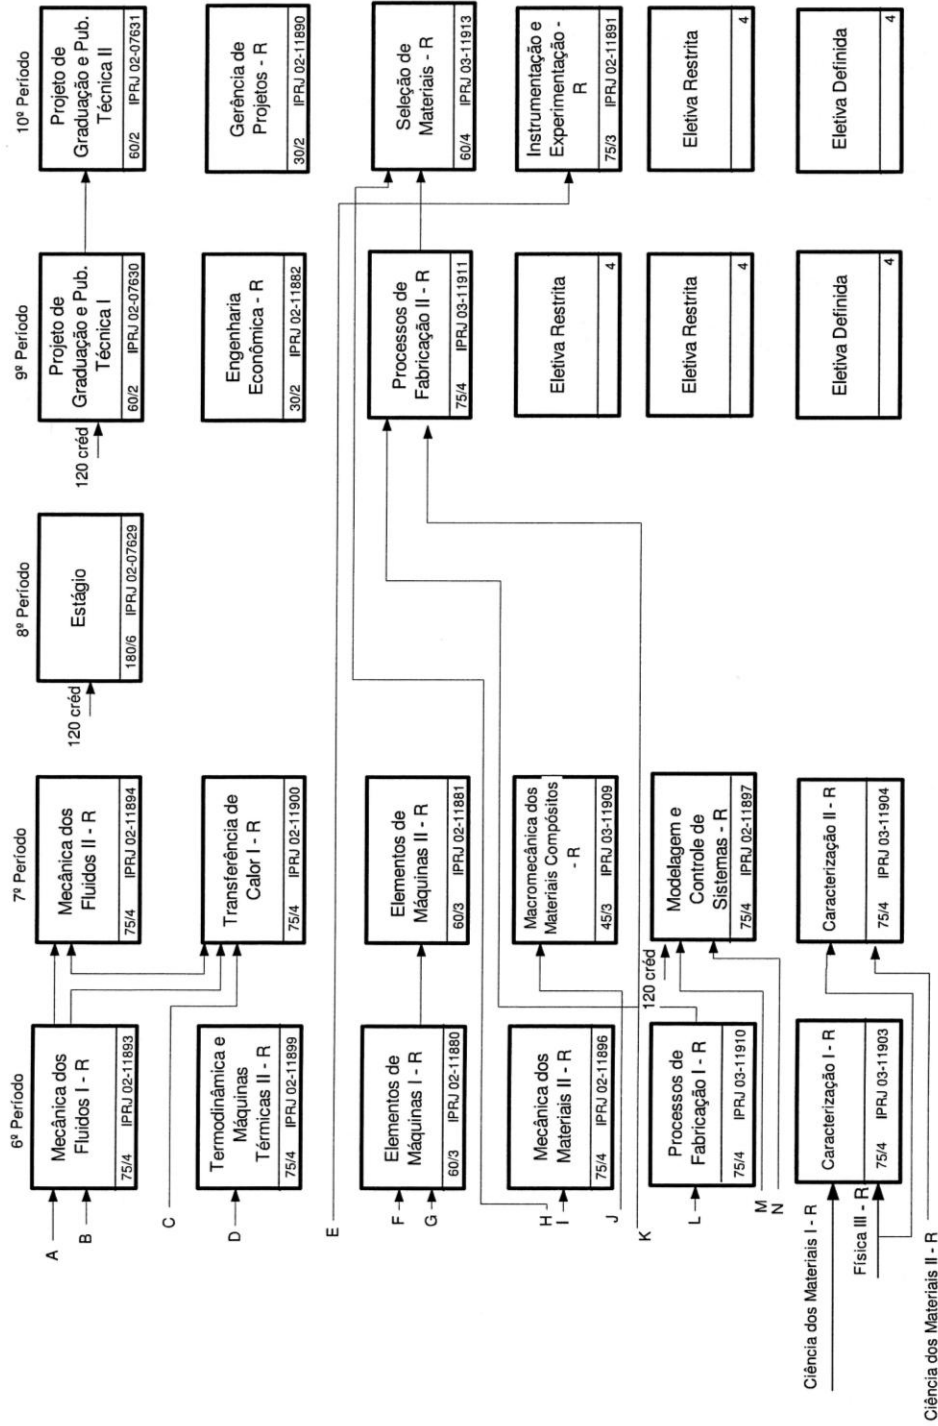 6º Período
7º Período
8º Período
9º Período
10º Período
A
B
Mecânica dos
Fluidos I - R
75/4 IPRJ 02-11893
Mecânica dos
Fluidos II - R
75/4 IPRJ 02-11894
120 créd
Estágio
180/6 IPRJ 02-07629
120 créd
Projeto de
Graduação e Pub.
Técnica I
60/2 IPRJ 02-07630
Projeto de
Graduação e Pub.
Técnica II
60/2 IPRJ 02-07631
C
D
Termodinâmica e
Máquinas
Térmicas II - R
75/4 IPRJ 02-11899
Transferência de
Calor I - R
75/4 IPRJ 02-11900
Engenharia
Econômica - R
30/2 IPRJ 02-11882
Gerência de
Projetos - R
30/2 IPRJ 02-11890
E
F
G
Elementos de
Máquinas I - R
60/3 IPRJ 02-11880
Elementos de
Máquinas II - R
60/3 IPRJ 02-11881
Processos de
Fabricação II - R
75/4 IPRJ 03-11911
Seleção de
Materiais - R
60/4 IPRJ 03-11913
H
I
J
Mecânica dos
Materiais II - R
75/4 IPRJ 02-11896
Macromecânica dos
Materiais Compósitos
- R
45/3 IPRJ 03-11909
Eletiva Restrita
4
Instrumentação e
Experimentação -
R
75/3 IPRJ 02-11891
K
L
M
N
Processos de
Fabricação I - R
75/4 IPRJ 03-11910
120 créd
Modelagem e
Controle de
Sistemas - R
75/4 IPRJ 02-11897
Eletiva Restrita
4
Eletiva Restrita
4
Ciência dos Materiais I - R
Física III - R
Caracterização I - R
75/4 IPRJ 03-11903
Caracterização II - R
75/4 IPRJ 03-11904
Eletiva Definida
4
Eletiva Definida
4
Ciência dos Materiais II - R